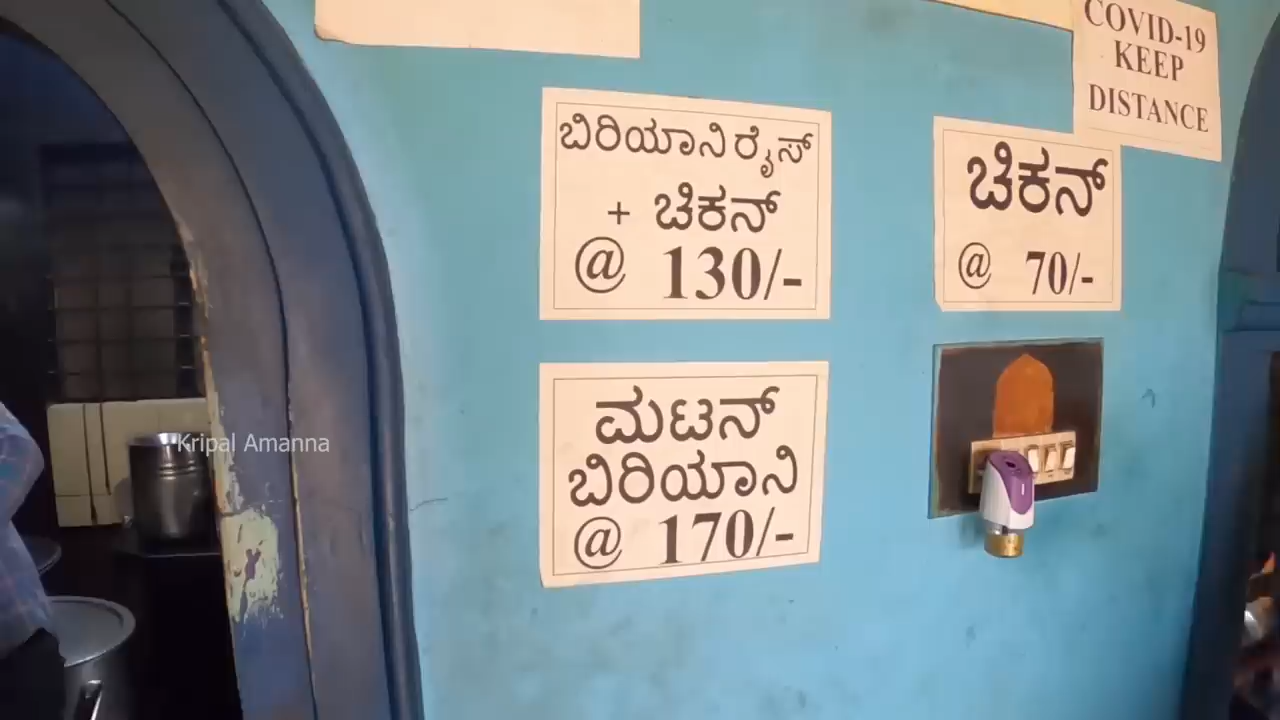 COVID-19
KEEP
DISTANCE
ಬಿರಿಯಾನಿ ರೈಸ್
+ ಚಿಕನ್
@ 130/-
ಚಿಕನ್
@ 70/-
ಮಟನ್
ಬಿರಿಯಾನಿ
@ 170/-
Kripal Amanna